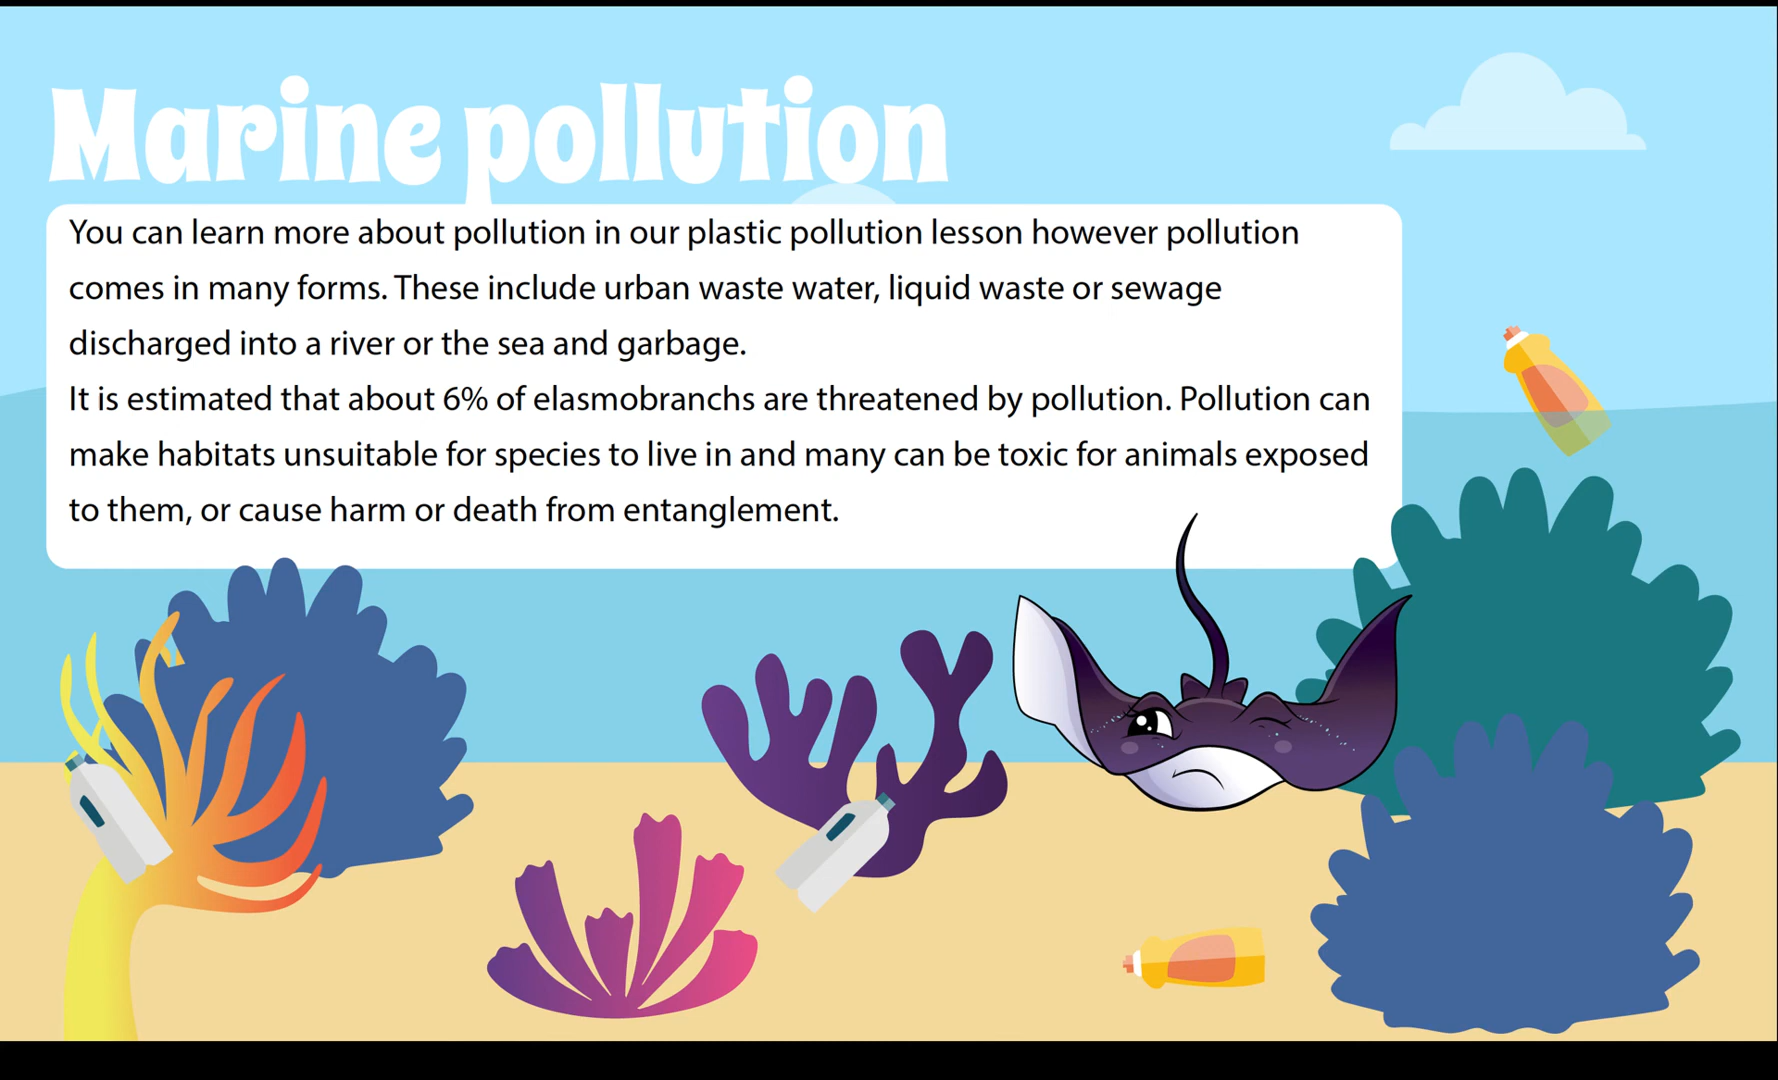 Marine pollution
You can learn more about pollution in our plastic pollution lesson however pollution
comes in many forms. These include urban waste water, liquid waste or sewage
discharged into a river or the sea and garbage.
It is estimated that about 6% of elasmobranchs are threatened by pollution. Pollution can
make habitats unsuitable for species to live in and many can be toxic for animals exposed
to them, or cause harm or death from entanglement.